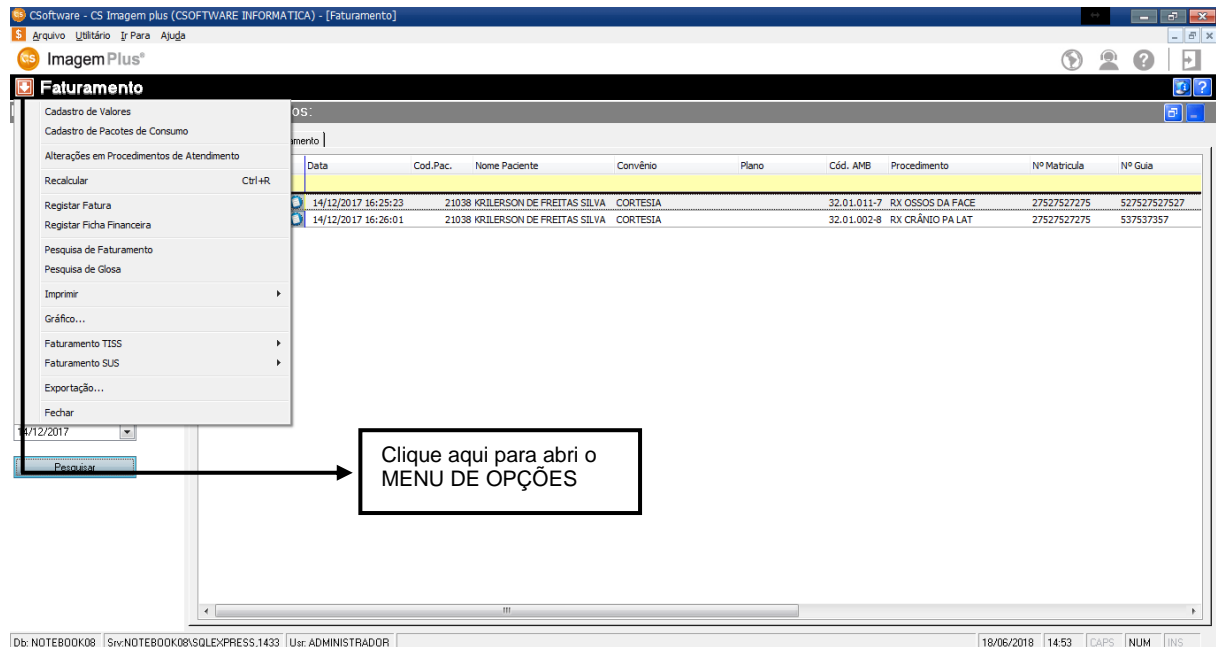 CSoftware - CS Imagem plus (CSOFTWARE INFORMATICA) - [Faturamento]
Arquivo Utilitário Ir Para Ajuda
CS ImagemPlus®
Faturamento
os:
Cadastro de Valores
Cadastro de Pacotes de Consumo
amento
Alterações em Procedimentos de Atendimento
Data Cod.Pac. Nome Paciente Convênio Plano Cód. AMB Procedimento Nº Matricula Nº Guia
Recalcular Ctrl+R
Registar Fatura
14/12/2017 16:25:23 21038 KRILERSON DE FREITAS SILVA CORTESIA 32.01.011-7 RX OSSOS DA FACE 27527527275 527527527527
Registar Ficha Financeira
14/12/2017 16:26:01 21038 KRILERSON DE FREITAS SILVA CORTESIA 32.01.002-8 RX CRÂNIO PA LAT 27527527275 537537357
Pesquisa de Faturamento
Pesquisa de Glosa
Imprimir
Gráfico...
Faturamento TISS
Faturamento SUS
Exportação...
Fechar
14/12/2017
Pesquisar
Clique aqui para abri o
MENU DE OPÇÕES
Db: NOTEBOOK08 Srv:NOTEBOOK08\SQLEXPRESS,1433 Usr: ADMINISTRADOR 18/06/2018 14:53 CAPS NUM INS